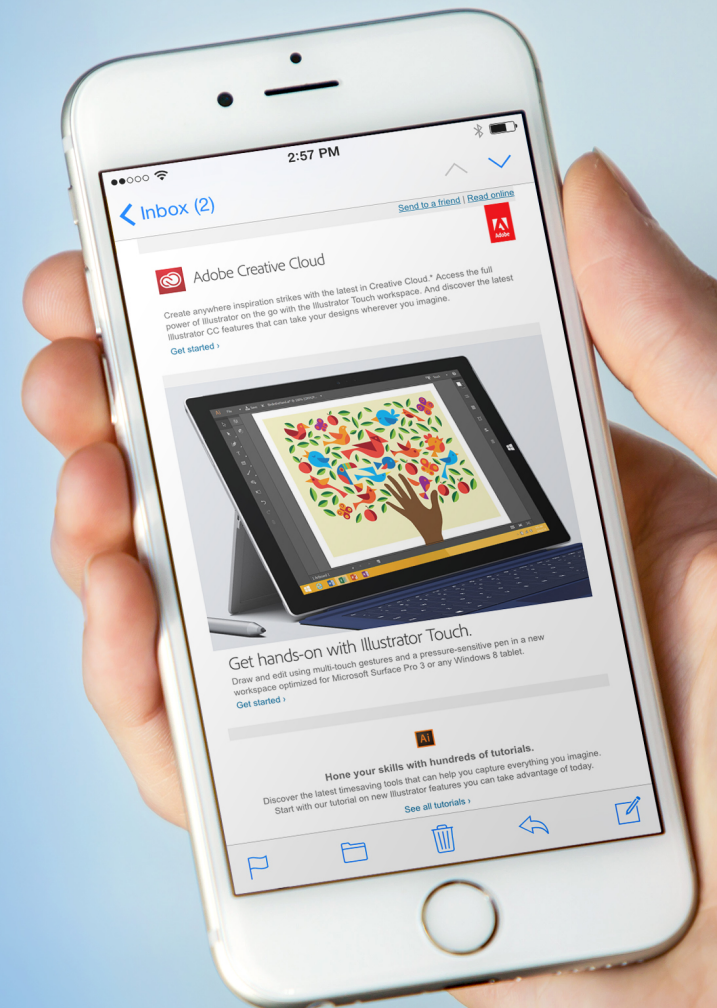 2:57 PM
Inbox (2)
Send to a friend | Read online
Adobe
Adobe Creative Cloud
Create anywhere inspiration strikes with the latest in Creative Cloud.* Access the full
power of Illustrator on the go with the Illustrator Touch workspace. And discover the latest
Illustrator CC features that can take your designs wherever you imagine.
Get started ›
Get hands-on with Illustrator Touch.
Draw and edit using multi-touch gestures and a pressure-sensitive pen in a new
workspace optimized for Microsoft Surface Pro 3 or any Windows 8 tablet.
Get started ›
Ai
Hone your skills with hundreds of tutorials.
Discover the latest timesaving tools that can help you capture everything you imagine.
Start with our tutorial on new Illustrator features you can take advantage of today.
See all tutorials ›